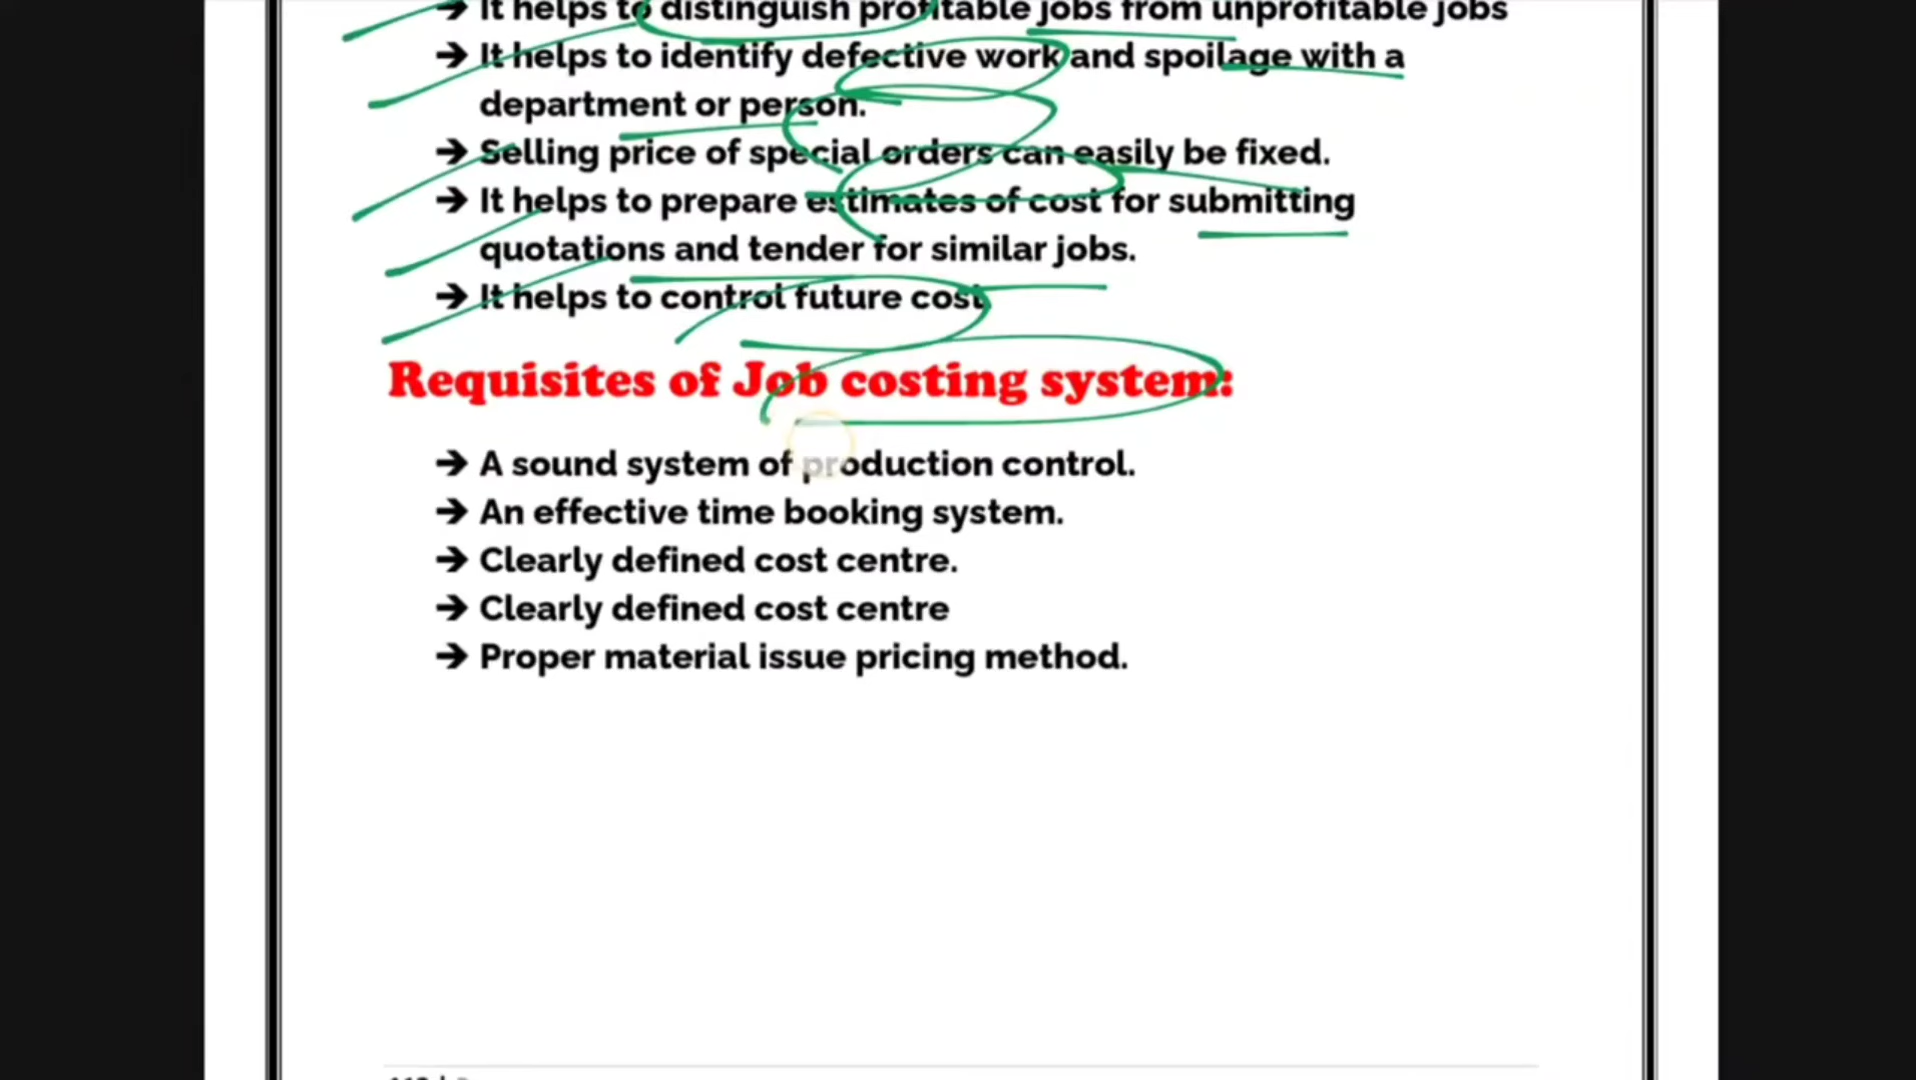 → It helps to distinguish profitable jobs from unprofitable jobs
→ It helps to identify defective work and spoilage with a
department or person.
→ Selling price of special orders can easily be fixed.
→ It helps to prepare estimates of cost for submitting
quotations and tender for similar jobs.
→ It helps to control future cost
Requisites of Job costing system:
→ A sound system of production control.
→ An effective time booking system.
→ Clearly defined cost centre.
→ Clearly defined cost centre
→ Proper material issue pricing method.